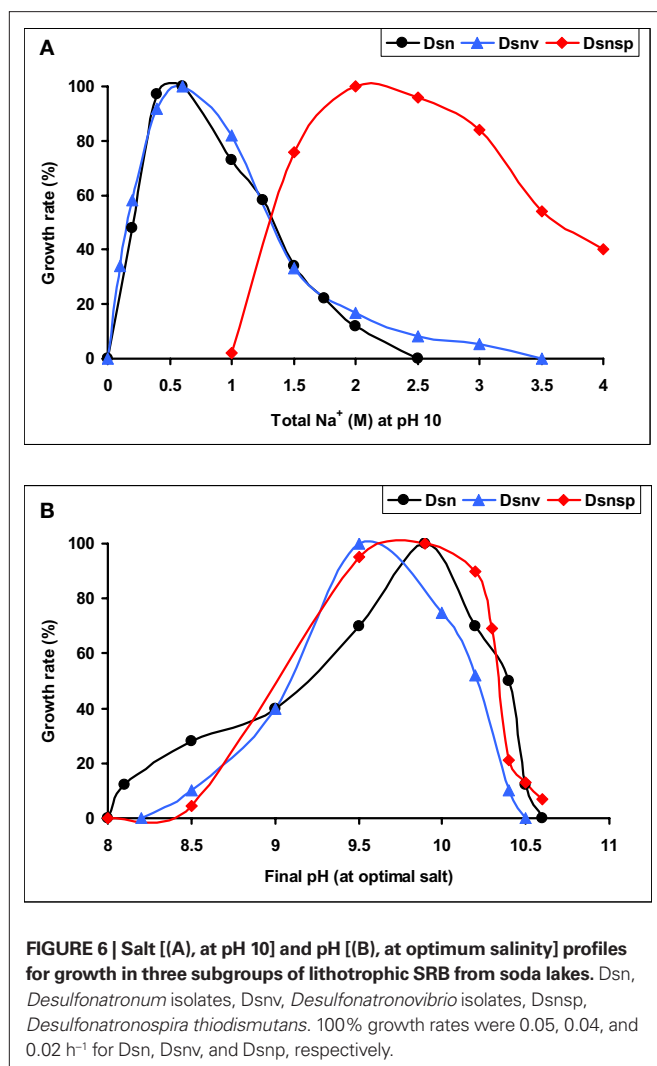 A
Dsn Dsnv Dsnsp
100
80
60
40
20
0
Growth rate (%)
0 0.5 1 1.5 2 2.5 3 3.5 4
Total Na⁺ (M) at pH 10
B
Dsn Dsnv Dsnsp
100
80
60
40
20
0
Growth rate (%)
8 8.5 9 9.5 10 10.5 11
Final pH (at optimal salt)
FIGURE 6 | Salt [(A), at pH 10] and pH [(B), at optimum salinity] profiles
for growth in three subgroups of lithotrophic SRB from soda lakes. Dsn,
Desulfonatronum isolates, Dsnv, Desulfonatronovibrio isolates, Dsnsp,
Desulfonatronospira thiodismutans. 100% growth rates were 0.05, 0.04, and
0.02 h⁻¹ for Dsn, Dsnv, and Dsnp, respectively.